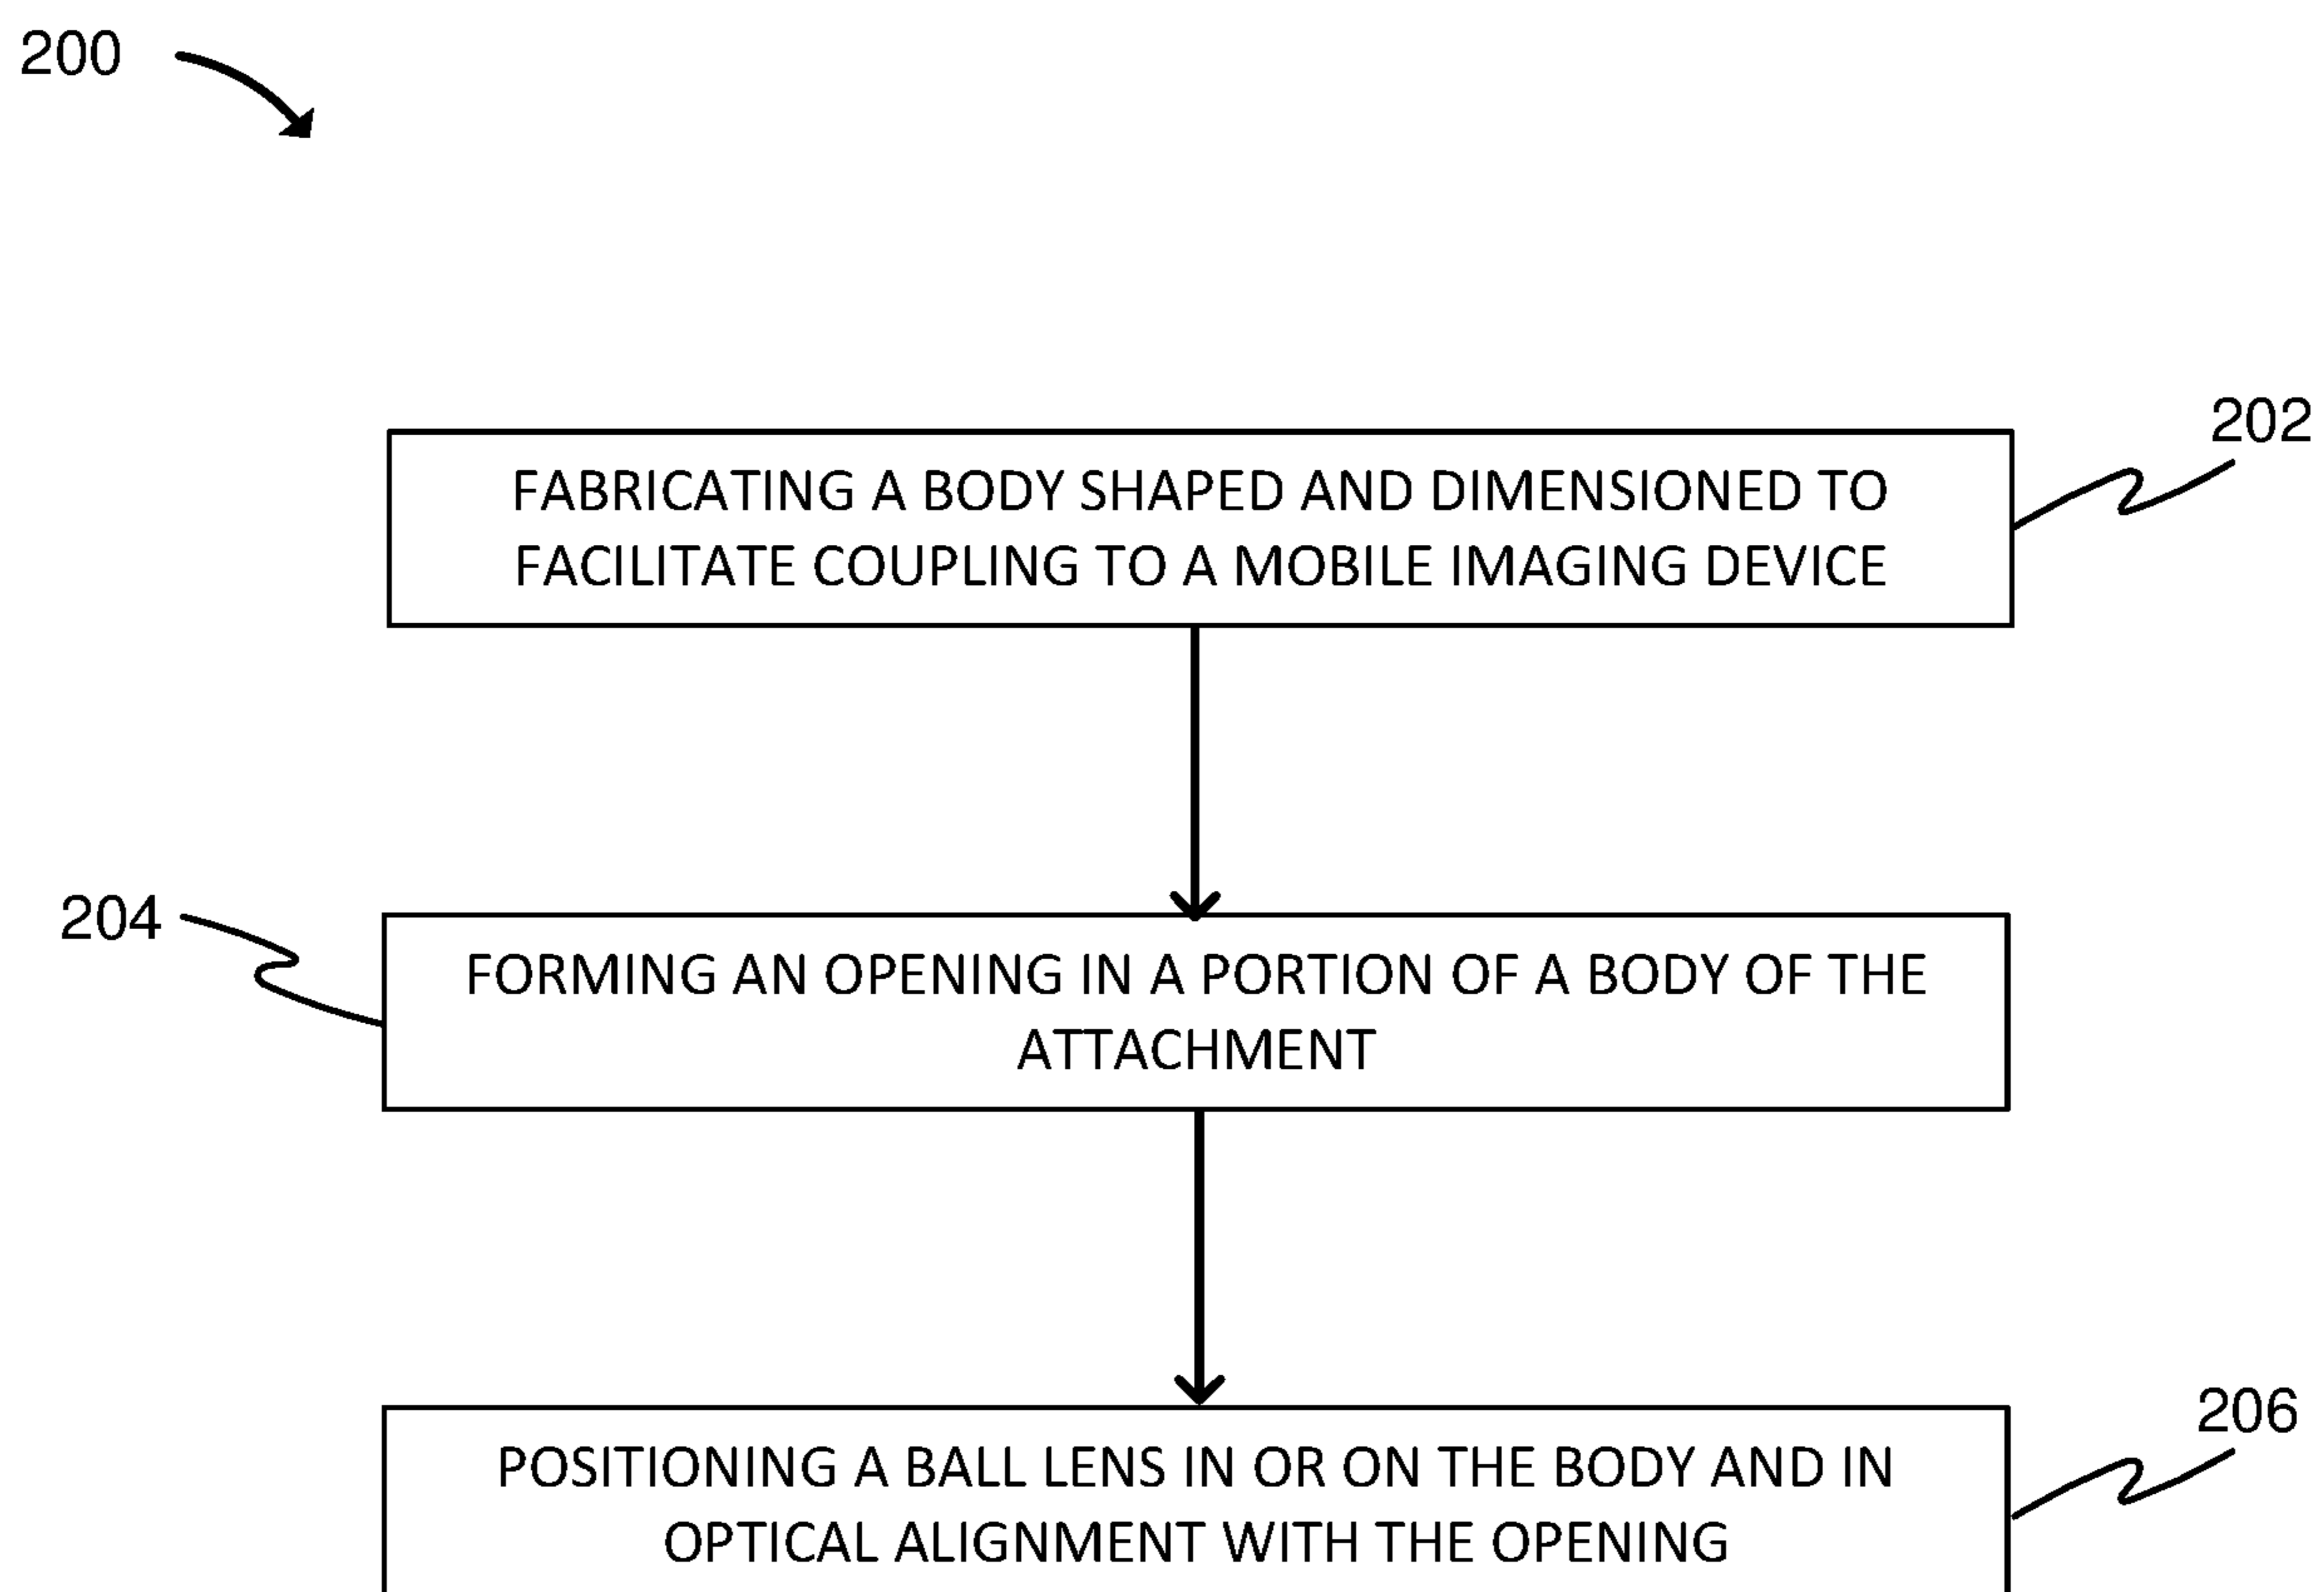 200
202
FABRICATING A BODY SHAPED AND DIMENSIONED TO
FACILITATE COUPLING TO A MOBILE IMAGING DEVICE
204
FORMING AN OPENING IN A PORTION OF A BODY OF THE
ATTACHMENT
206
POSITIONING A BALL LENS IN OR ON THE BODY AND IN
OPTICAL ALIGNMENT WITH THE OPENING